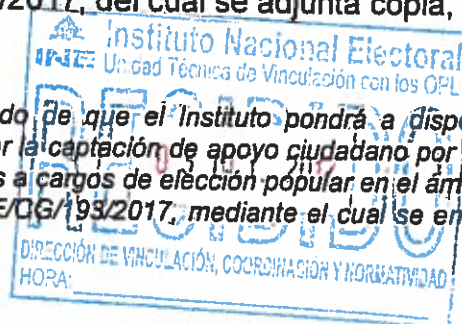 /2017, del cual se adjunta copia,
Instituto Nacional Electoral
INE Unidad Técnica de Vinculación con los OPL
RECIBIDO
do de que el Instituto pondrá a dispo
r la captación de apoyo ciudadano por
s a cargos de elección popular en el ám
E/CG/193/2017, mediante el cual se en
DIRECCIÓN DE VINCULACIÓN, COORDINACIÓN Y NORMATIVIDAD
HORA: